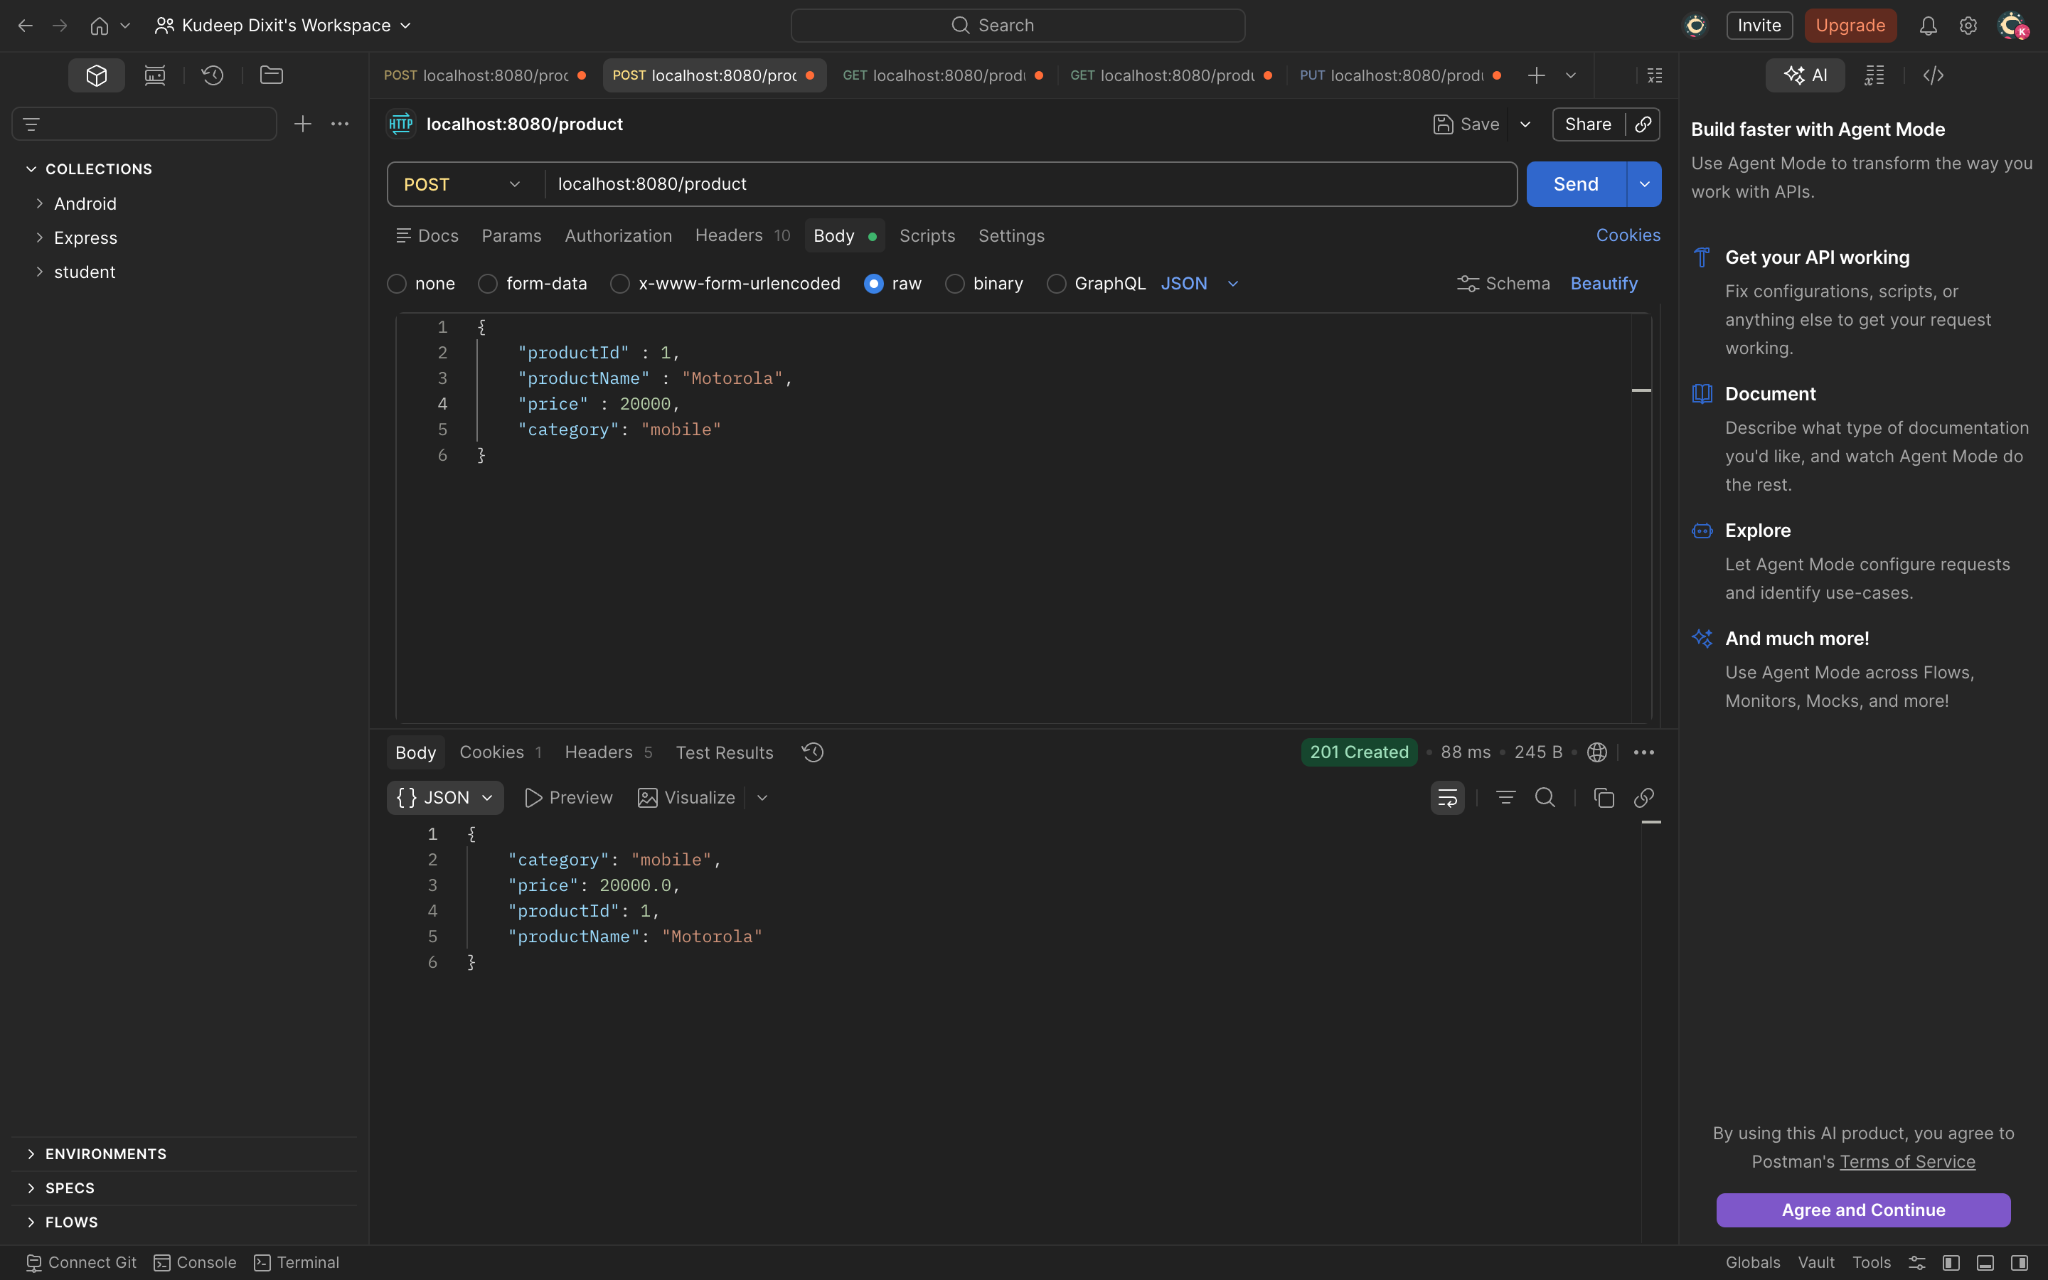 Kudeep Dixit's Workspace
Search
Invite
Upgrade
K
POST localhost:8080/proc
POST localhost:8080/proc
GET localhost:8080/produ
GET localhost:8080/produ
PUT localhost:8080/produ
AI
HTTP localhost:8080/product
Save
Share
COLLECTIONS
Android
Express
student
POST localhost:8080/product
Send
Docs Params Authorization Headers 10 Body Scripts Settings Cookies
none form-data x-www-form-urlencoded raw binary GraphQL JSON Schema Beautify
1 {
2 "productId" : 1,
3 "productName" : "Motorola",
4 "price" : 20000,
5 "category": "mobile"
6 }
Body Cookies 1 Headers 5 Test Results 201 Created • 88 ms • 245 B •
{} JSON Preview Visualize
1 {
2 "category": "mobile",
3 "price": 20000.0,
4 "productId": 1,
5 "productName": "Motorola"
6 }
Build faster with Agent Mode
Use Agent Mode to transform the way you
work with APIs.
Get your API working
Fix configurations, scripts, or
anything else to get your request
working.
Document
Describe what type of documentation
you'd like, and watch Agent Mode do
the rest.
Explore
Let Agent Mode configure requests
and identify use-cases.
And much more!
Use Agent Mode across Flows,
Monitors, Mocks, and more!
By using this AI product, you agree to
Postman's Terms of Service
Agree and Continue
ENVIRONMENTS
SPECS
FLOWS
Connect Git Console Terminal
Globals Vault Tools